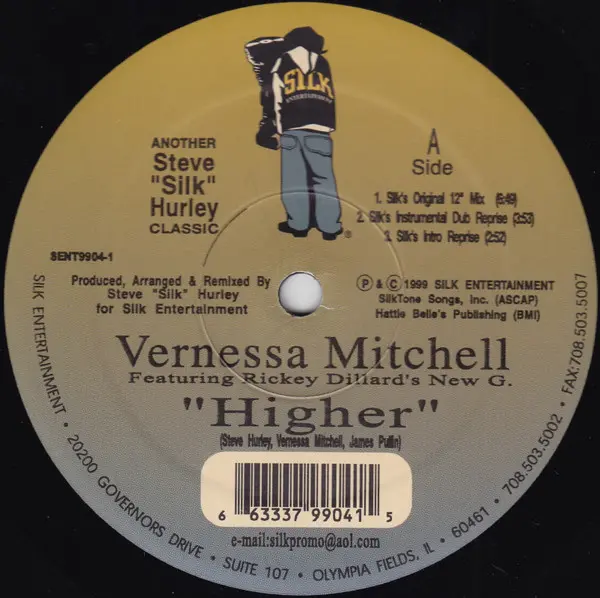 SILK
ENTERTAINMENT
ANOTHER
Steve
"Silk"
Hurley
CLASSIC
A
Side
1. Silk's Original 12" Mix (6:49)
2. Silk's Instrumental Dub Reprise (3:53)
3. Silk's Intro Reprise (2:52)
®
SENT9904-1
Produced, Arranged & Remixed By
Steve "Silk" Hurley
for Silk Entertainment
℗ & © 1999 SILK ENTERTAINMENT
SilkTone Songs, Inc. (ASCAP)
Hattie Belle's Publishing (BMI)
Vernessa Mitchell
Featuring Rickey Dillard's New G.
"Higher"
(Steve Hurley, Vernessa Mitchell, James Pullin)
6 63337 99041 5
e-mail:silkpromo@aol.com
SILK ENTERTAINMENT • 20200 GOVERNORS DRIVE • SUITE 107 • OLYMPIA FIELDS, IL • 60461 • 708.503.5002 • FAX:708.503.5007